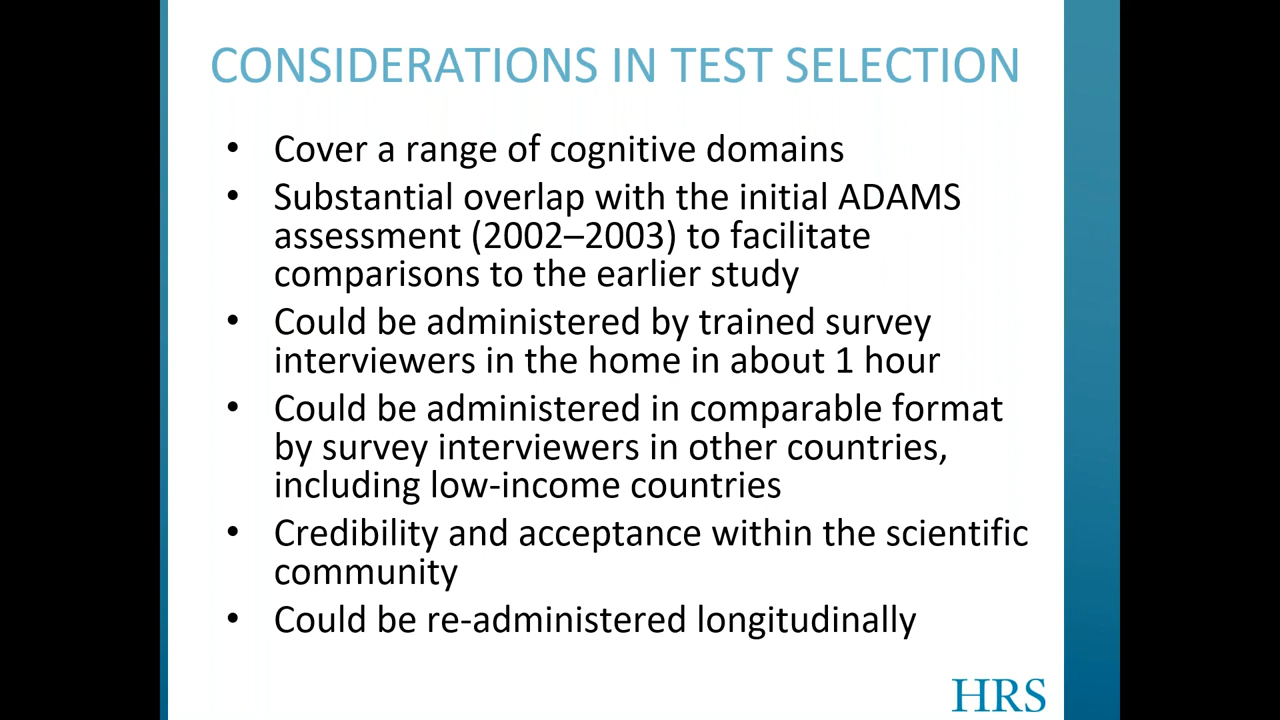 CONSIDERATIONS IN TEST SELECTION
• Cover a range of cognitive domains
• Substantial overlap with the initial ADAMS
assessment (2002–2003) to facilitate
comparisons to the earlier study
• Could be administered by trained survey
interviewers in the home in about 1 hour
• Could be administered in comparable format
by survey interviewers in other countries,
including low-income countries
• Credibility and acceptance within the scientific
community
• Could be re-administered longitudinally
HRS